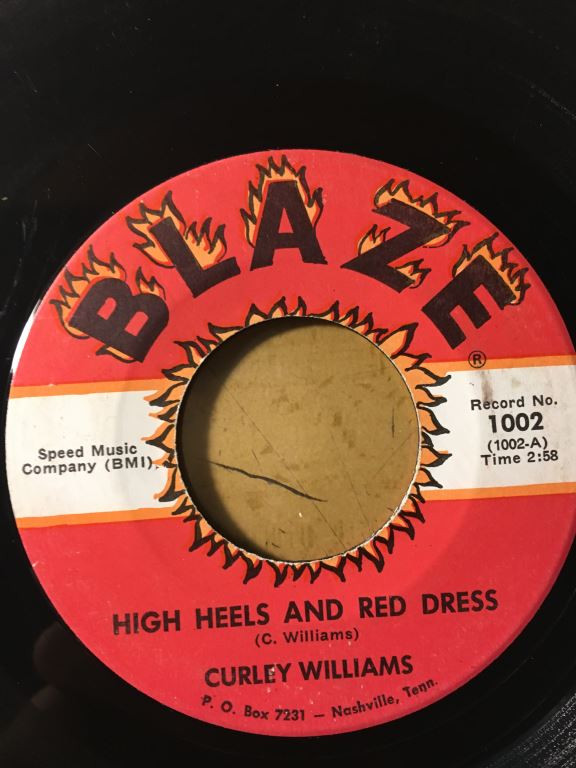 BLAZE
®
Speed Music
Company (BMI)
Record No.
1002
(1002-A)
Time 2:58
HIGH HEELS AND RED DRESS
(C. Williams)
CURLEY WILLIAMS
P. O. Box 7231 — Nashville, Tenn.